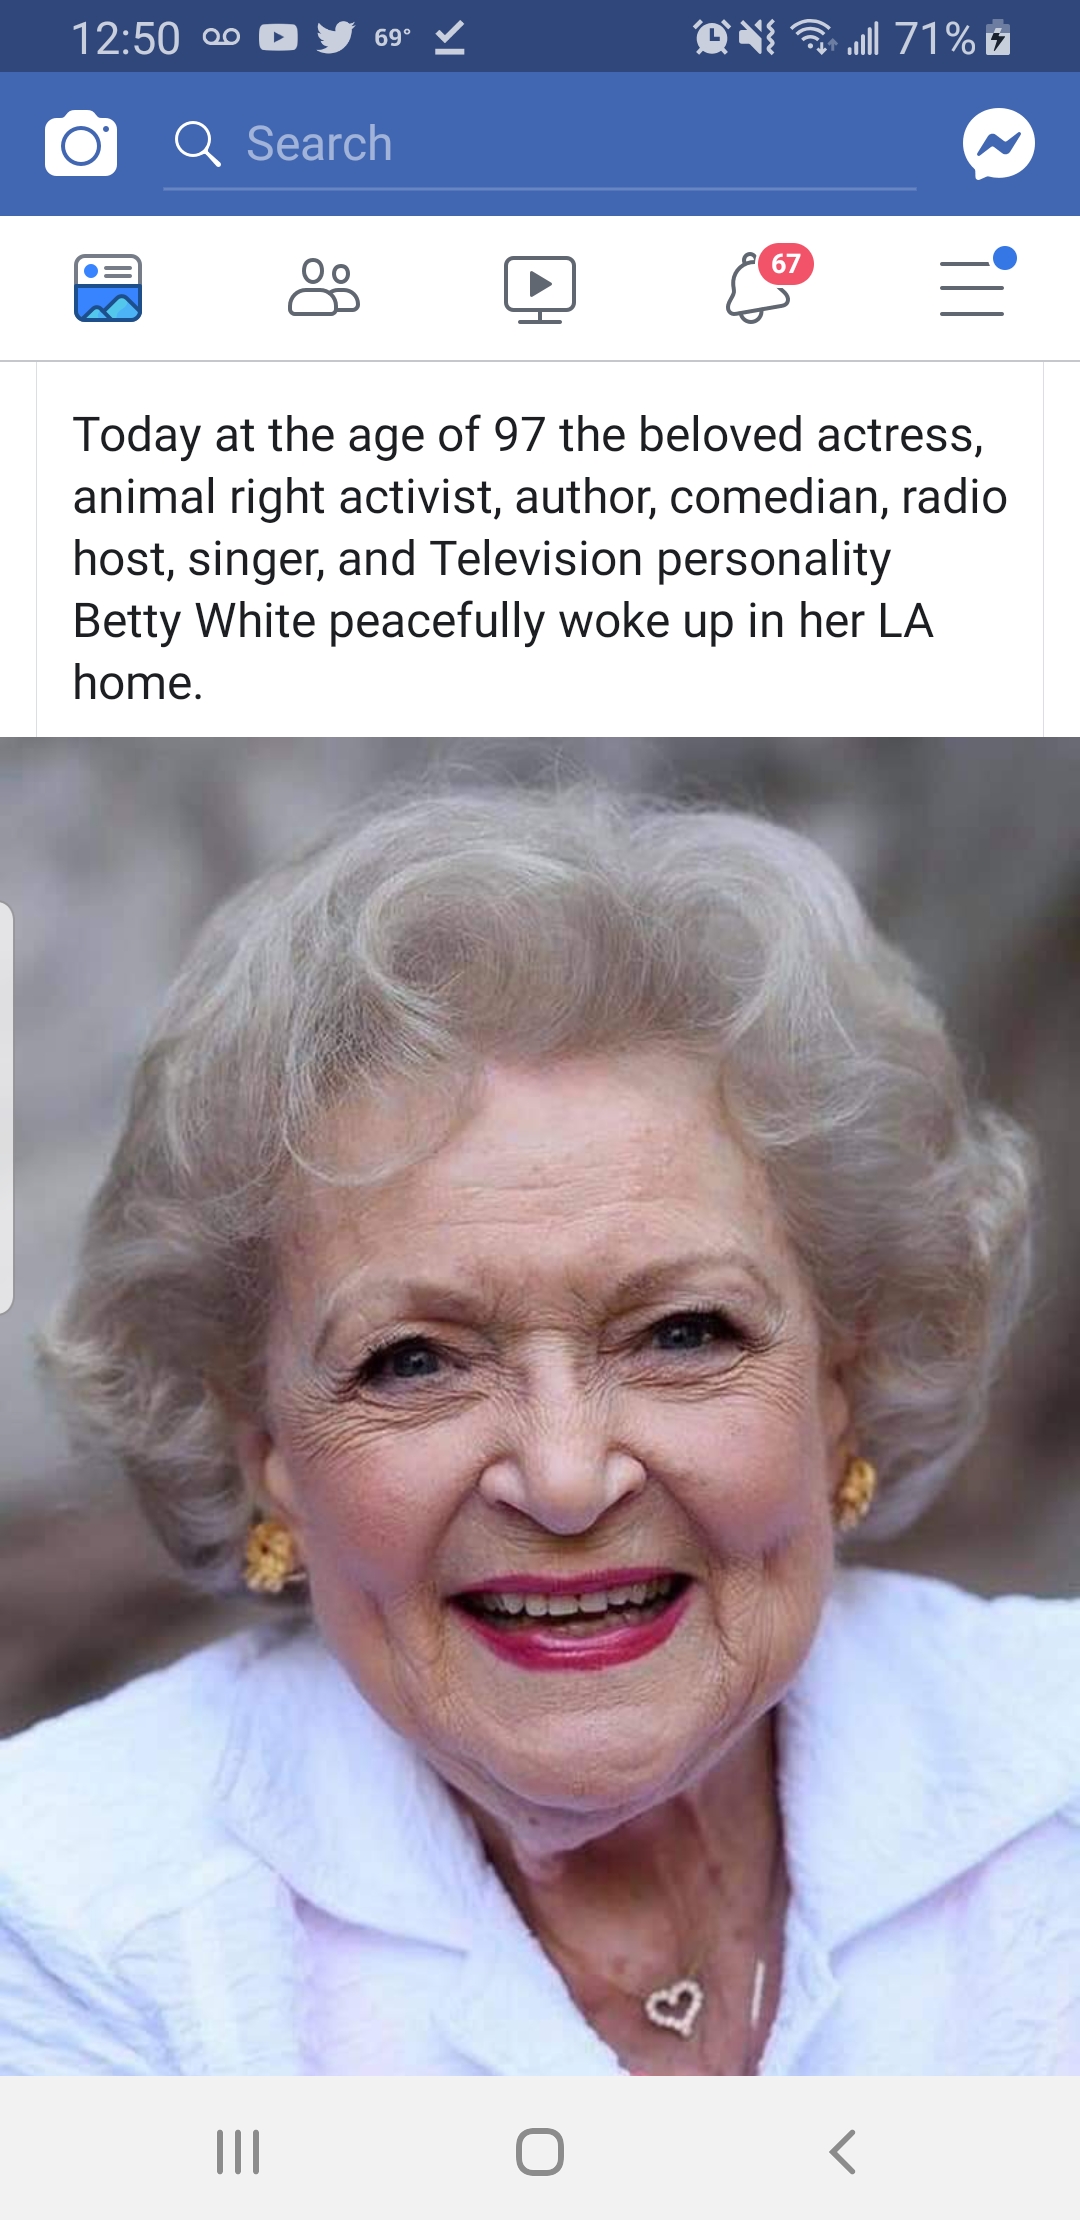 12:50 69° 71%
Search
67
Today at the age of 97 the beloved actress,
animal right activist, author, comedian, radio
host, singer, and Television personality
Betty White peacefully woke up in her LA
home.